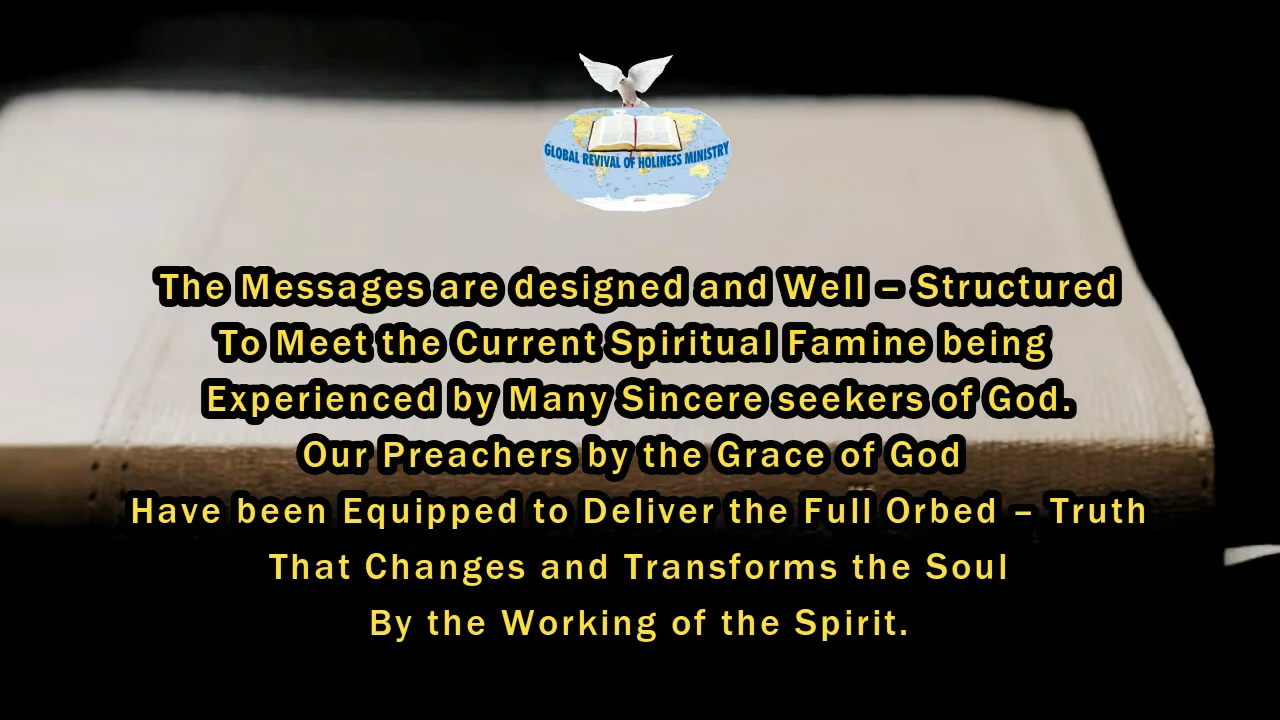 GLOBAL REVIVAL OF HOLINESS MINISTRY
The Messages are designed and Well – Structured
To Meet the Current Spiritual Famine being
Experienced by Many Sincere seekers of God.
Our Preachers by the Grace of God
Have been Equipped to Deliver the Full Orbed – Truth
That Changes and Transforms the Soul
By the Working of the Spirit.